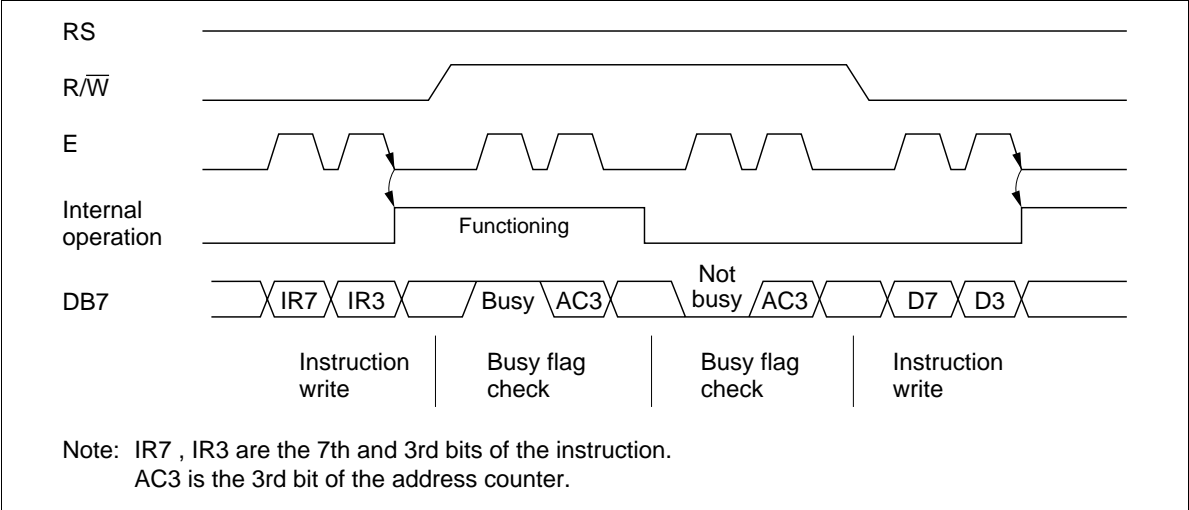 RS
R/W̅
E
Internal
operation
Functioning
DB7
IR7 IR3 Busy AC3 Not
busy AC3 D7 D3
Instruction
write
Busy flag
check
Busy flag
check
Instruction
write
Note: IR7 , IR3 are the 7th and 3rd bits of the instruction.
AC3 is the 3rd bit of the address counter.